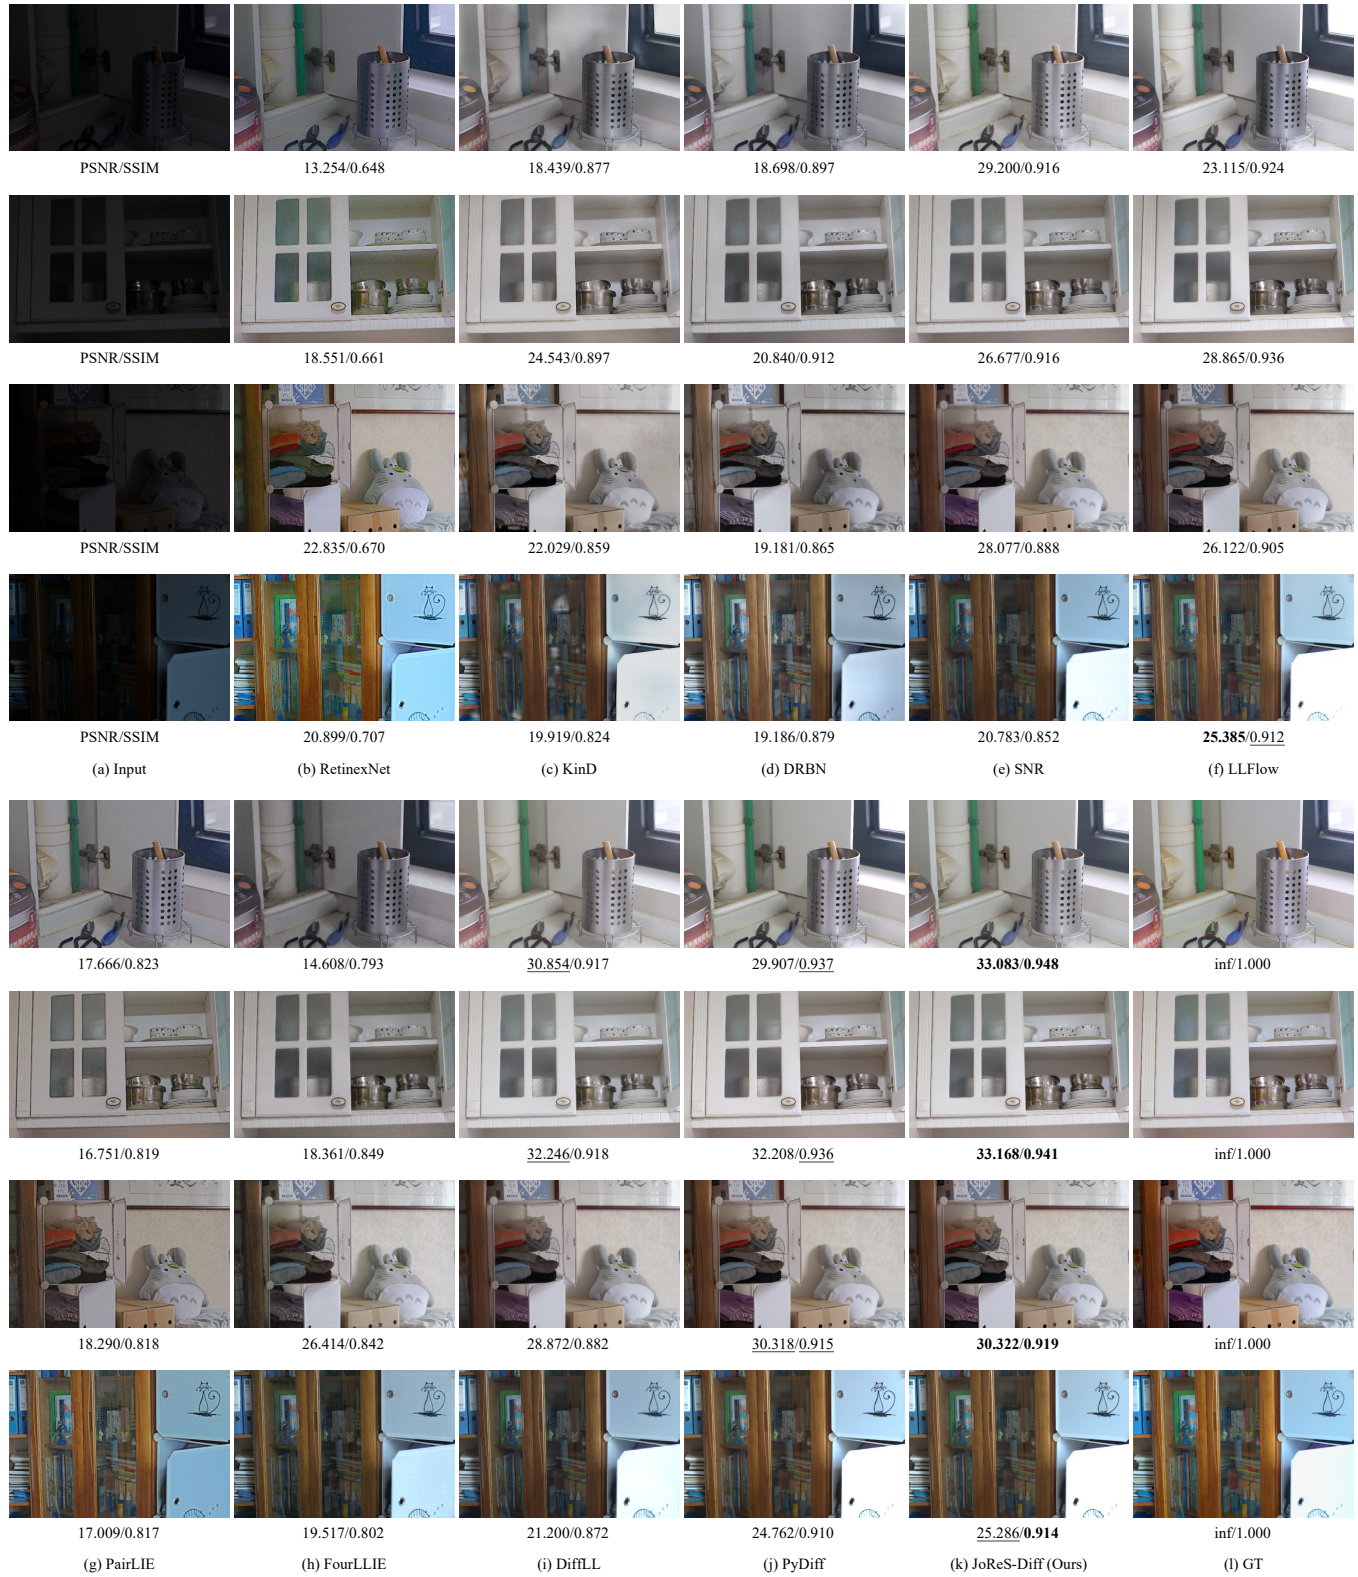 PSNR/SSIM 13.254/0.648 18.439/0.877 18.698/0.897 29.200/0.916 23.115/0.924
PSNR/SSIM 18.551/0.661 24.543/0.897 20.840/0.912 26.677/0.916 28.865/0.936
PSNR/SSIM 22.835/0.670 22.029/0.859 19.181/0.865 28.077/0.888 26.122/0.905
PSNR/SSIM 20.899/0.707 19.919/0.824 19.186/0.879 20.783/0.852 25.385/0.912
(a) Input (b) RetinexNet (c) KinD (d) DRBN (e) SNR (f) LLFlow
17.666/0.823 14.608/0.793 30.854/0.917 29.907/0.937 33.083/0.948 inf/1.000
16.751/0.819 18.361/0.849 32.246/0.918 32.208/0.936 33.168/0.941 inf/1.000
18.290/0.818 26.414/0.842 28.872/0.882 30.318/0.915 30.322/0.919 inf/1.000
17.009/0.817 19.517/0.802 21.200/0.872 24.762/0.910 25.286/0.914 inf/1.000
(g) PairLIE (h) FourLLIE (i) DiffLL (j) PyDiff (k) JoReS-Diff (Ours) (l) GT